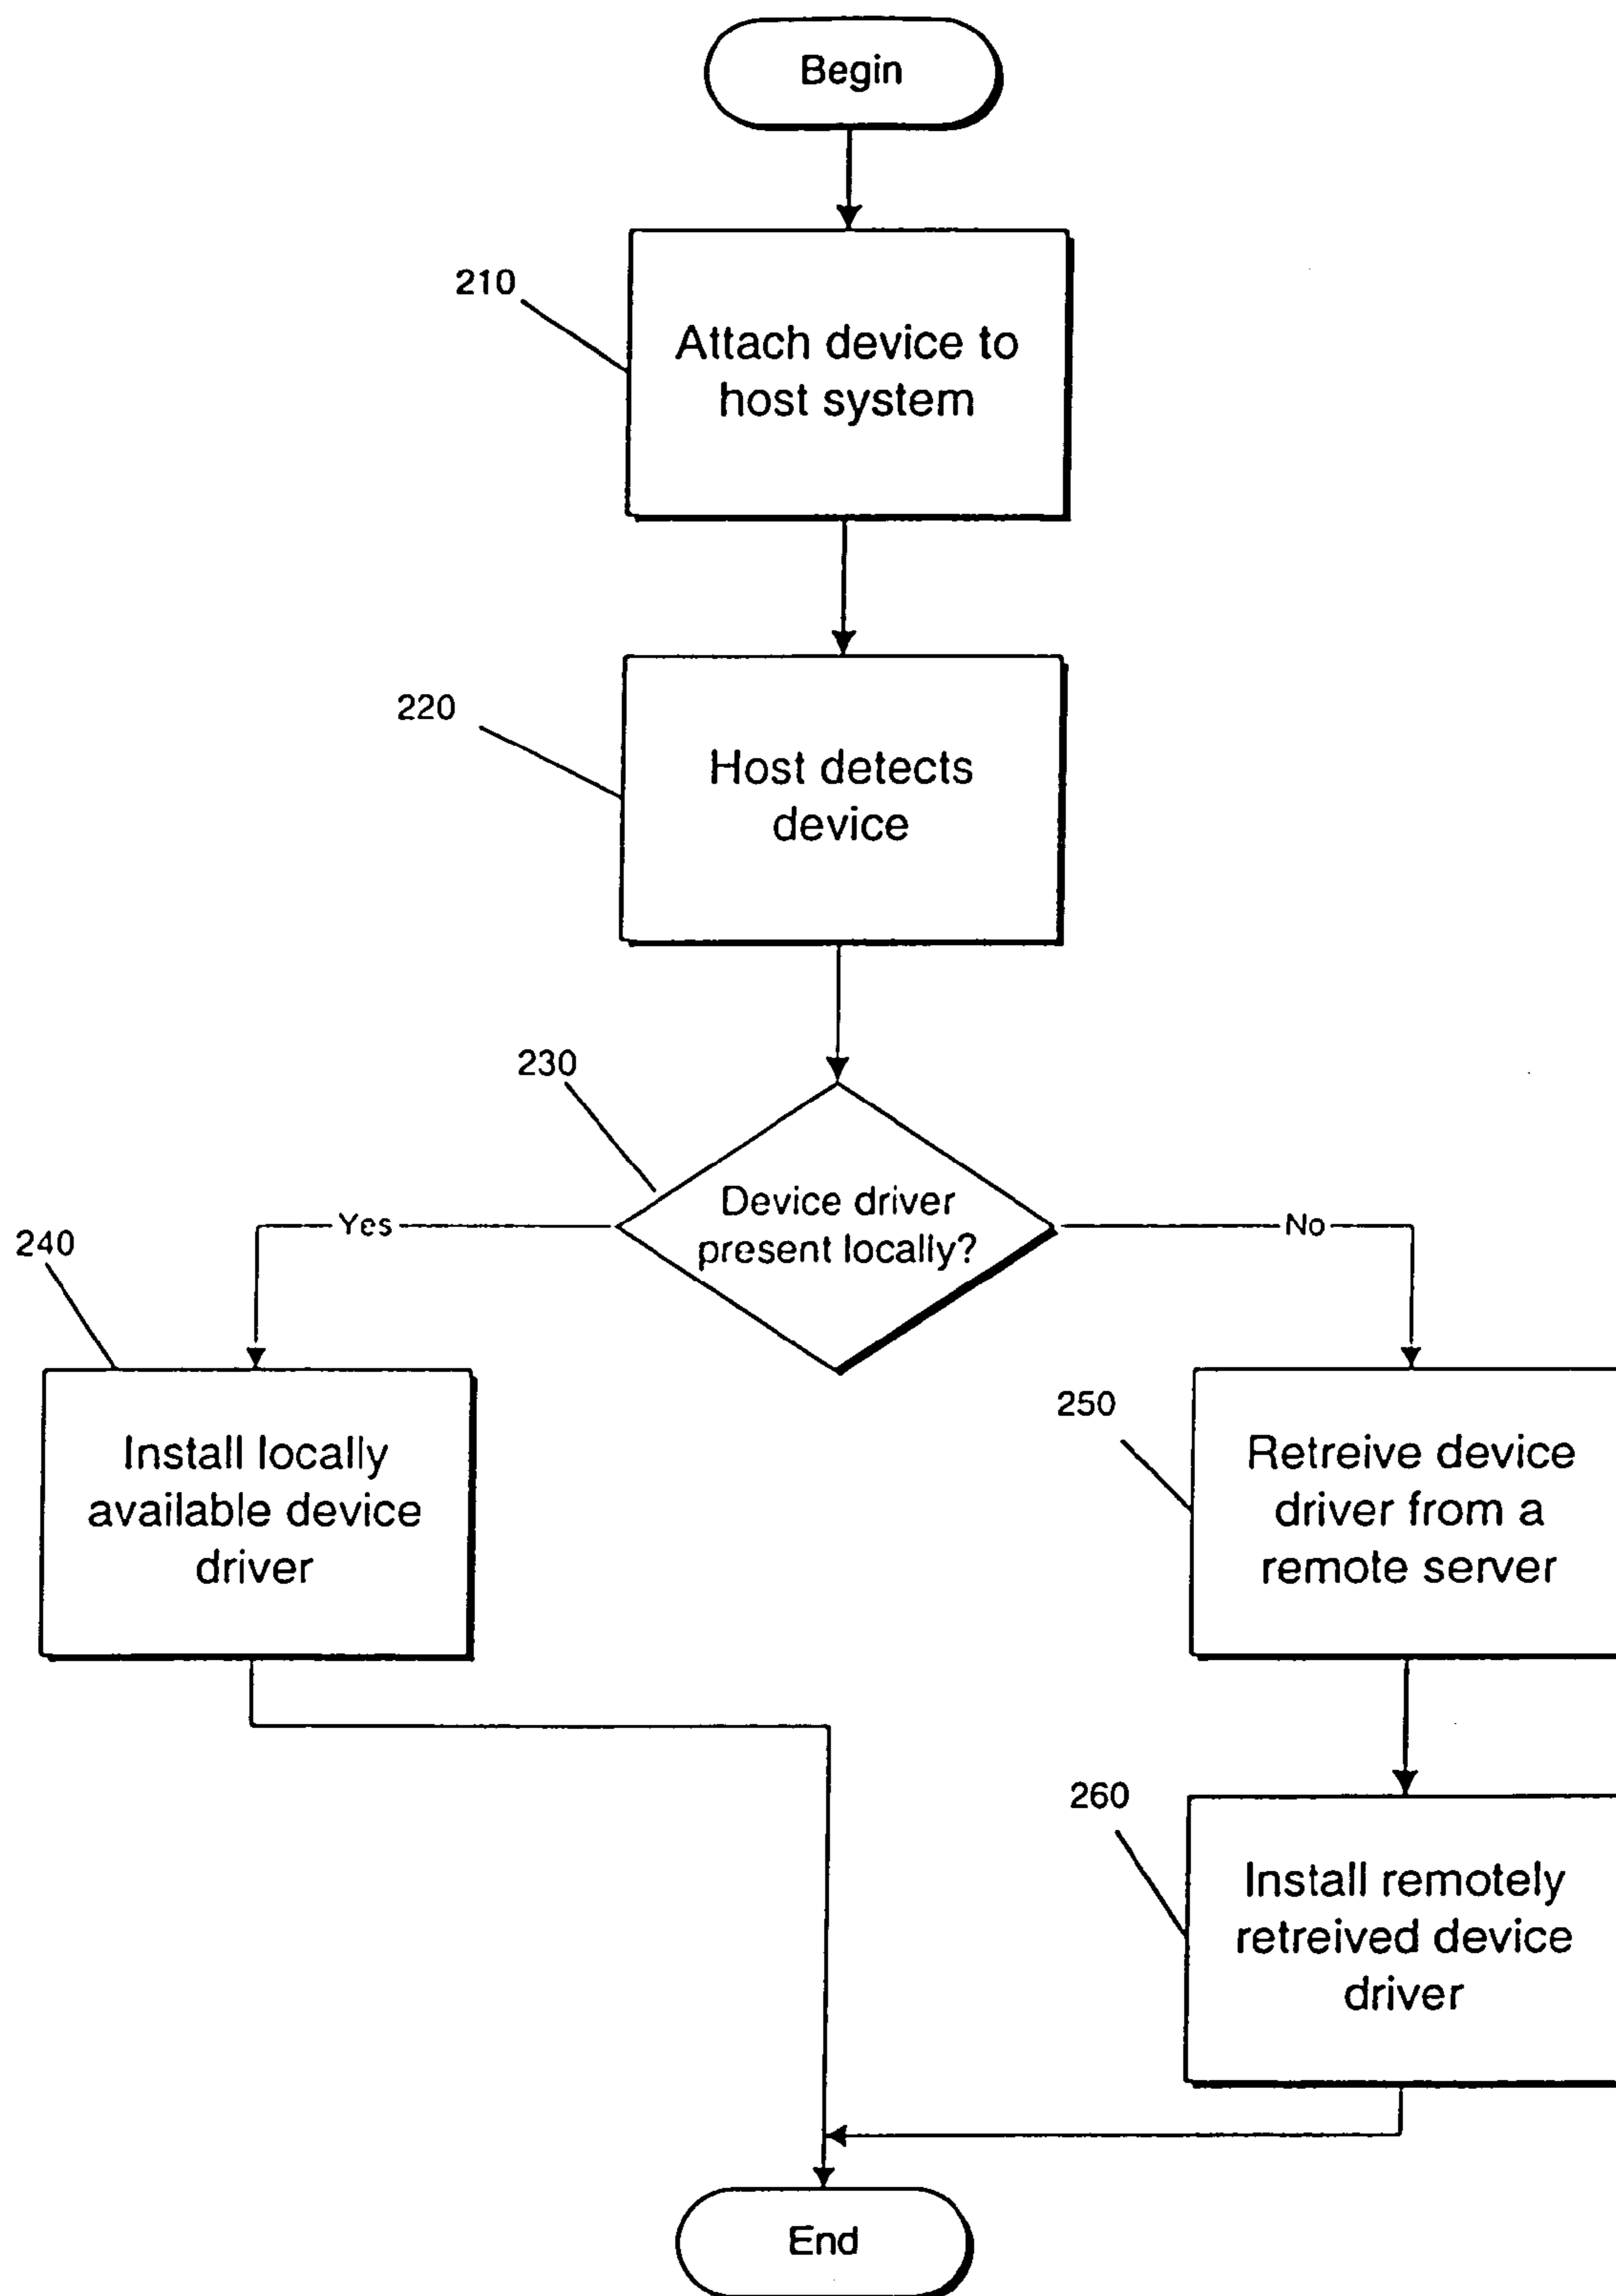 Begin
210
Attach device to
host system
220
Host detects
device
230
Device driver
present locally?
Yes
No
240
Install locally
available device
driver
250
Retreive device
driver from a
remote server
260
Install remotely
retreived device
driver
End